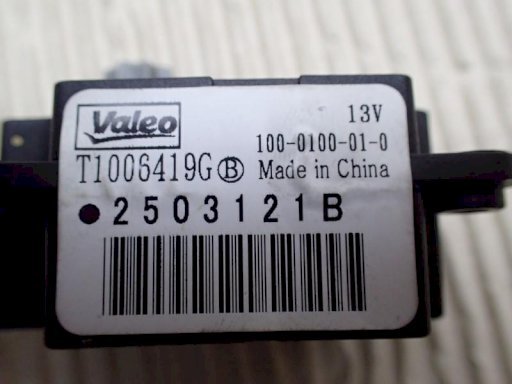 Valeo
13V
100-0100-01-0
T1006419G Ⓑ Made in China
2503121B